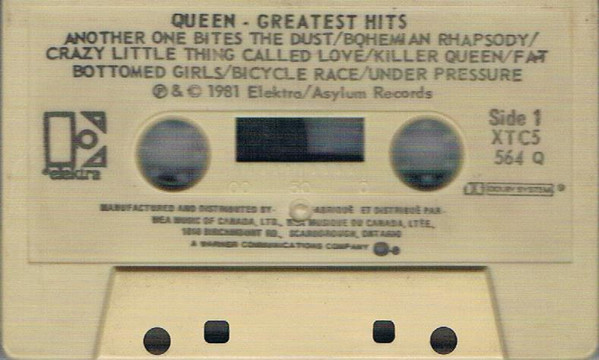 QUEEN - GREATEST HITS
ANOTHER ONE BITES THE DUST/BOHEMIAN RHAPSODY/
CRAZY LITTLE THING CALLED LOVE/KILLER QUEEN/FAT
BOTTOMED GIRLS/BICYCLE RACE/UNDER PRESSURE
℗ & © 1981 Elektra/Asylum Records
Side 1
XTC5
564 Q
elektra
DOLBY SYSTEM
00 50 0
MANUFACTURED AND DISTRIBUTED BY
WEA MUSIC OF CANADA, LTD.,
1810 BIRCHMOUNT RD., SCARBOROUGH, ONTARIO
ABRIQUÉ ET DISTRIBUÉ PAR
MUSIQUE DU CANADA, LTÉE.,
A WARNER COMMUNICATIONS COMPANY